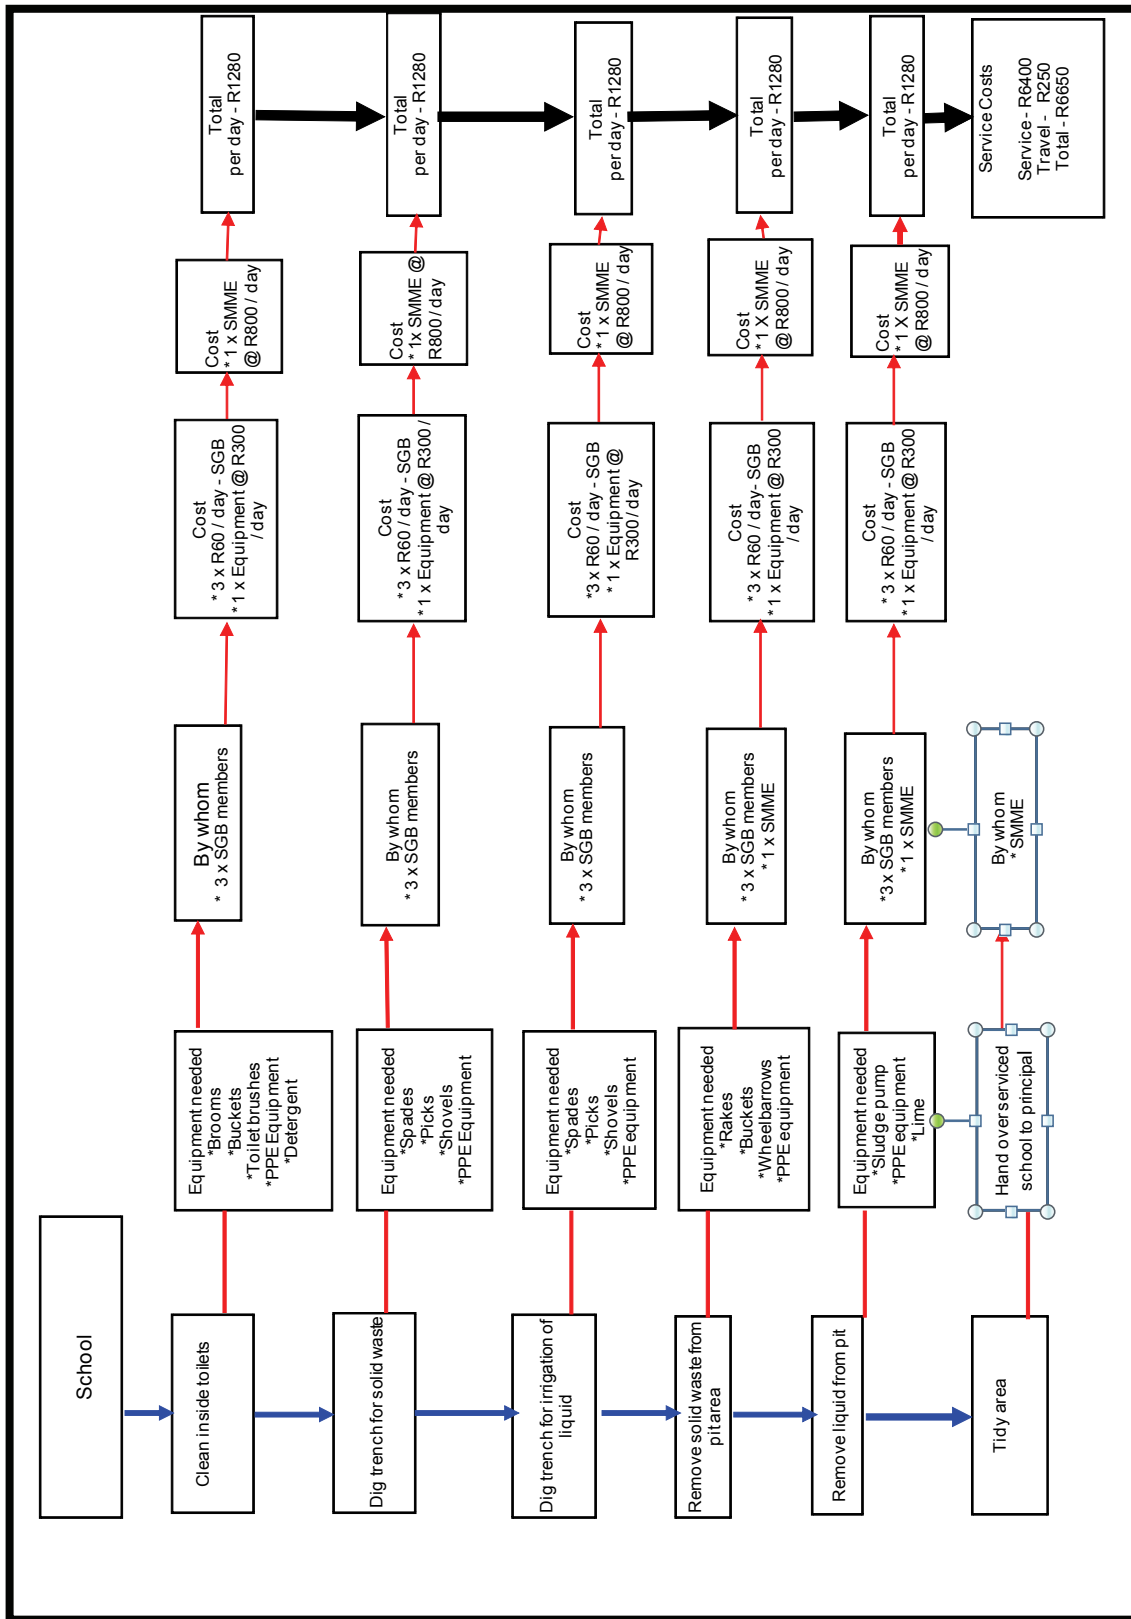 School
Clean inside toilets
Equipment needed
*Brooms
*Buckets
*Toilet brushes
*PPE Equipment
*Detergent
By whom
* 3 x SGB members
Cost
* 3 x R60 / day - SGB
* 1 x Equipment @ R300
/ day
Cost
* 1 x SMME
@ R800 / day
Total
per day - R1280
Dig trench for solid waste
Equipment needed
*Spades
*Picks
*Shovels
*PPE Equipment
By whom
* 3 x SGB members
Cost
* 3 x R60 / day - SGB
* 1 x Equipment @ R300 /
day
Cost
* 1x SMME @
R800 / day
Total
per day - R1280
Dig trench for irrigation of
liquid
Equipment needed
*Spades
*Picks
*Shovels
*PPE Equipment
By whom
* 3 x SGB members
Cost
*3 x R60 / day - SGB
* 1 x Equipment @
R300 / day
Cost
* 1 x SMME
@ R800 / day
Total
per day - R1280
Remove solid waste from
pit area
Equipment needed
*Rakes
*Buckets
*Wheelbarrows
*PPE equipment
By whom
* 3 x SGB members
* 1 x SMME
Cost
* 3 x R60 / day- SGB
* 1 x Equipment @ R300
/ day
Cost
* 1 X SMME
@ R800 / day
Total
per day - R1280
Remove liquid from pit
Equipment needed
*Sludge pump
*PPE equipment
*Lime
By whom
*3 x SGB members
* 1 x SMME
Cost
* 3 x R60 / day - SGB
* 1 x Equipment @ R300
/ day
Cost
* 1 X SMME
@ R800 / day
Total
per day - R1280
Tidy area
Hand over serviced
school to principal
By whom
*SMME
Service Costs
Service - R6400
Travel - R250
Total - R6650